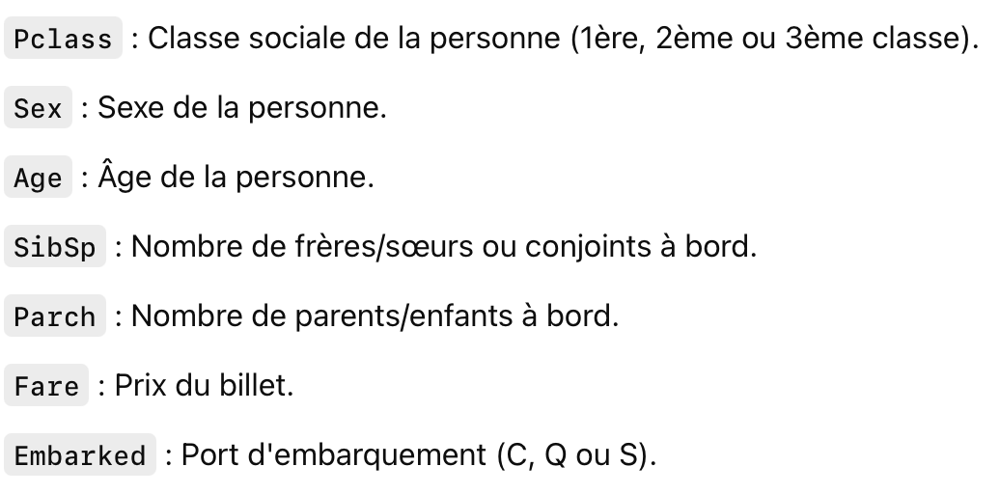 Pclass : Classe sociale de la personne (1ère, 2ème ou 3ème classe).
Sex : Sexe de la personne.
Age : Âge de la personne.
SibSp : Nombre de frères/sœurs ou conjoints à bord.
Parch : Nombre de parents/enfants à bord.
Fare : Prix du billet.
Embarked : Port d'embarquement (C, Q ou S).